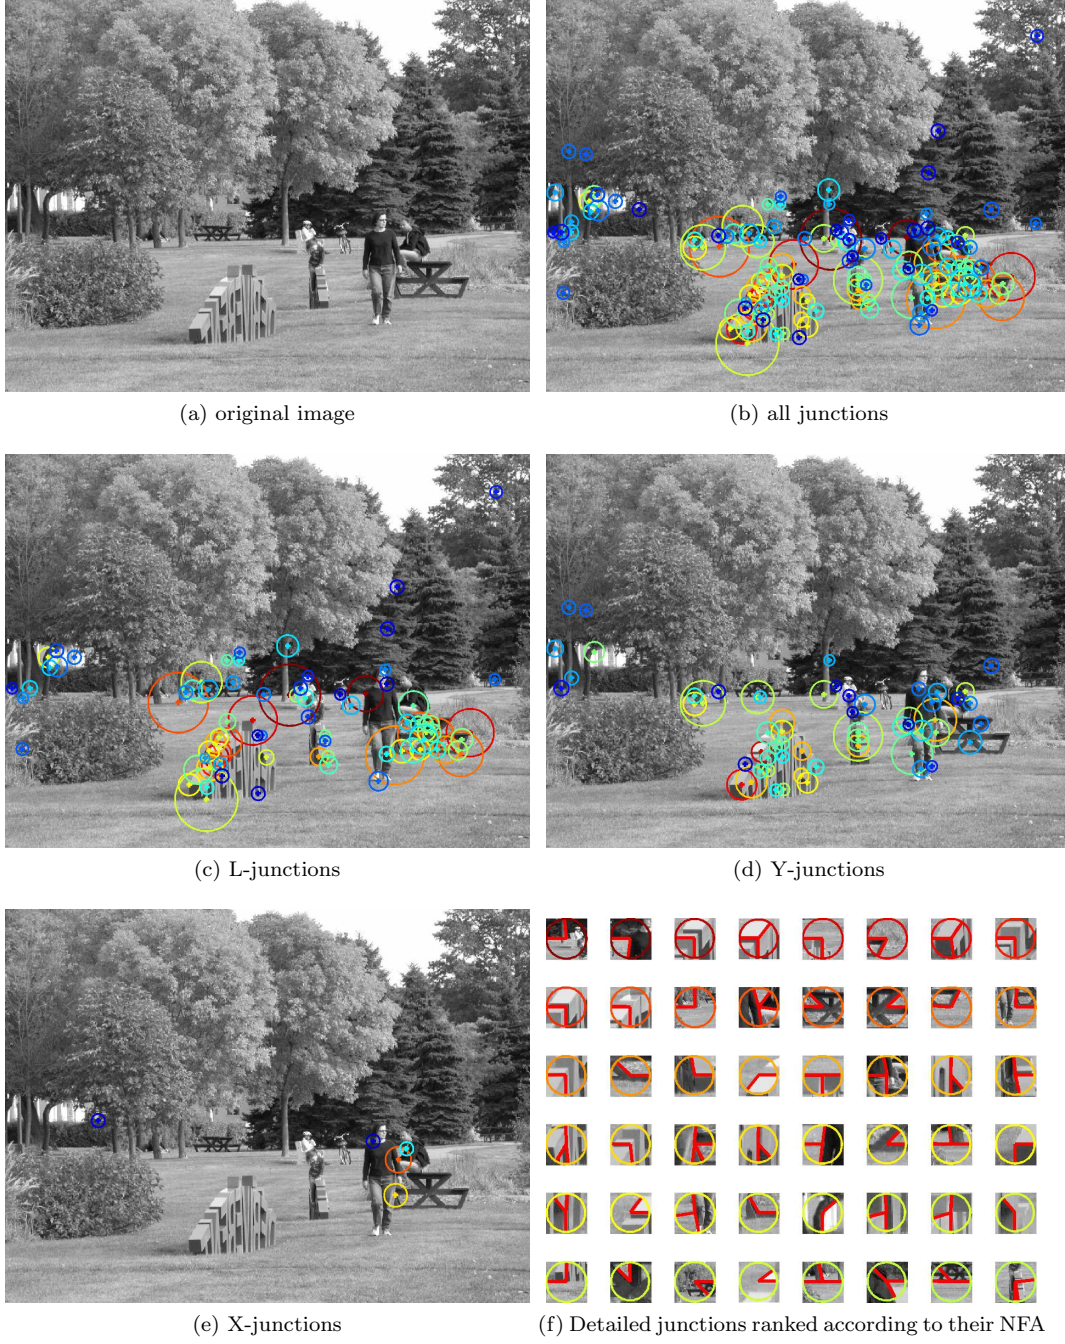 (a) original image
(b) all junctions
(c) L-junctions
(d) Y-junctions
(e) X-junctions
(f) Detailed junctions ranked according to their NFA